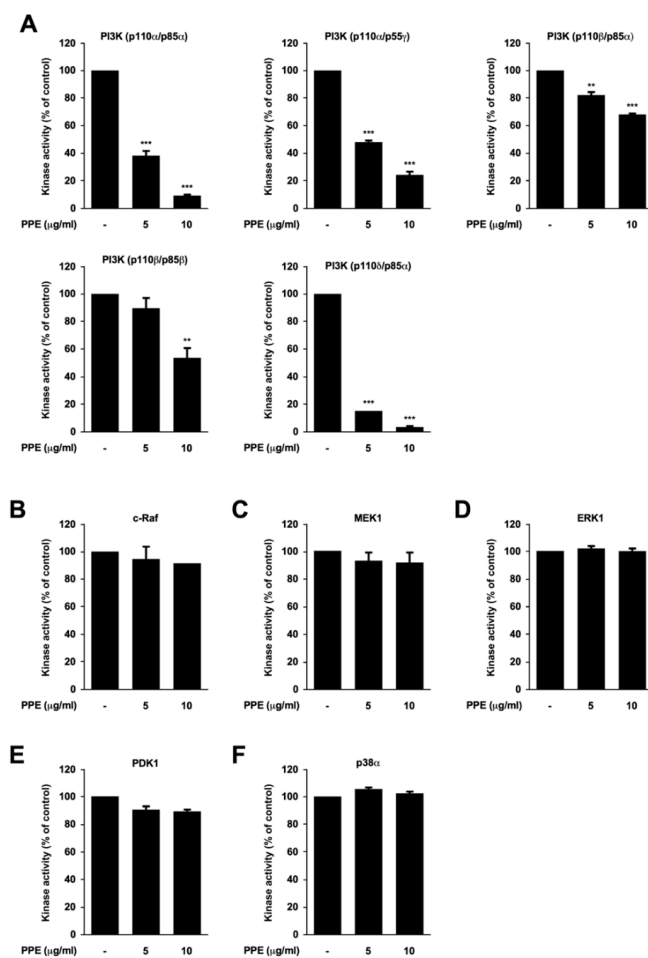 A
PI3K (p110α/p85α)
Kinase activity (% of control)
120
100
80
60
40
20
0
***
***
PPE (μg/ml) - 5 10
PI3K (p110α/p55γ)
Kinase activity (% of control)
120
100
80
60
40
20
0
***
***
PPE (μg/ml) - 5 10
PI3K (p110β/p85α)
Kinase activity (% of control)
120
100
80
60
40
20
0
**
***
PPE (μg/ml) - 5 10
PI3K (p110β/p85β)
Kinase activity (% of control)
120
100
80
60
40
20
0
**
PPE (μg/ml) - 5 10
PI3K (p110δ/p85α)
Kinase activity (% of control)
120
100
80
60
40
20
0
***
***
PPE (μg/ml) - 5 10
B
c-Raf
Kinase activity (% of control)
120
100
80
60
40
20
0
PPE (μg/ml) - 5 10
C
MEK1
Kinase activity (% of control)
120
100
80
60
40
20
0
PPE (μg/ml) - 5 10
D
ERK1
Kinase activity (% of control)
120
100
80
60
40
20
0
PPE (μg/ml) - 5 10
E
PDK1
Kinase activity (% of control)
120
100
80
60
40
20
0
PPE (μg/ml) - 5 10
F
p38α
Kinase activity (% of control)
120
100
80
60
40
20
0
PPE (μg/ml) - 5 10